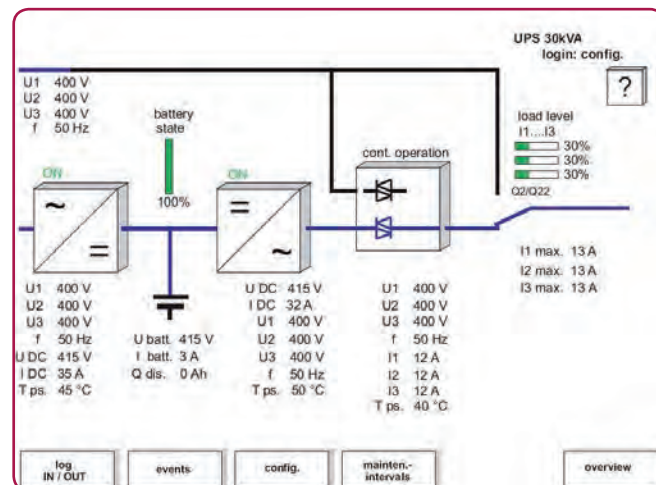 UPS 30kVA
login: config.
?
U1 400 V
U2 400 V
U3 400 V
f 50 Hz
battery
state
100%
load level
I1....I3
30%
30%
30%
Q2/Q22
cont. operation
ON
~
=
ON
=
~
I1 max. 13 A
I2 max. 13 A
I3 max. 13 A
U1 400 V
U2 400 V
U3 400 V
f 50 Hz
U DC 415 V
I DC 35 A
T ps. 45 °C
U batt. 415 V
I batt. 3 A
Q dis. 0 Ah
U DC 415 V
I DC 32 A
U1 400 V
U2 400 V
U3 400 V
f 50 Hz
T ps. 50 °C
U1 400 V
U2 400 V
U3 400 V
f 50 Hz
I1 12 A
I2 12 A
I3 12 A
T ps. 40 °C
log
IN / OUT
events
config.
mainten.-
intervals
overview